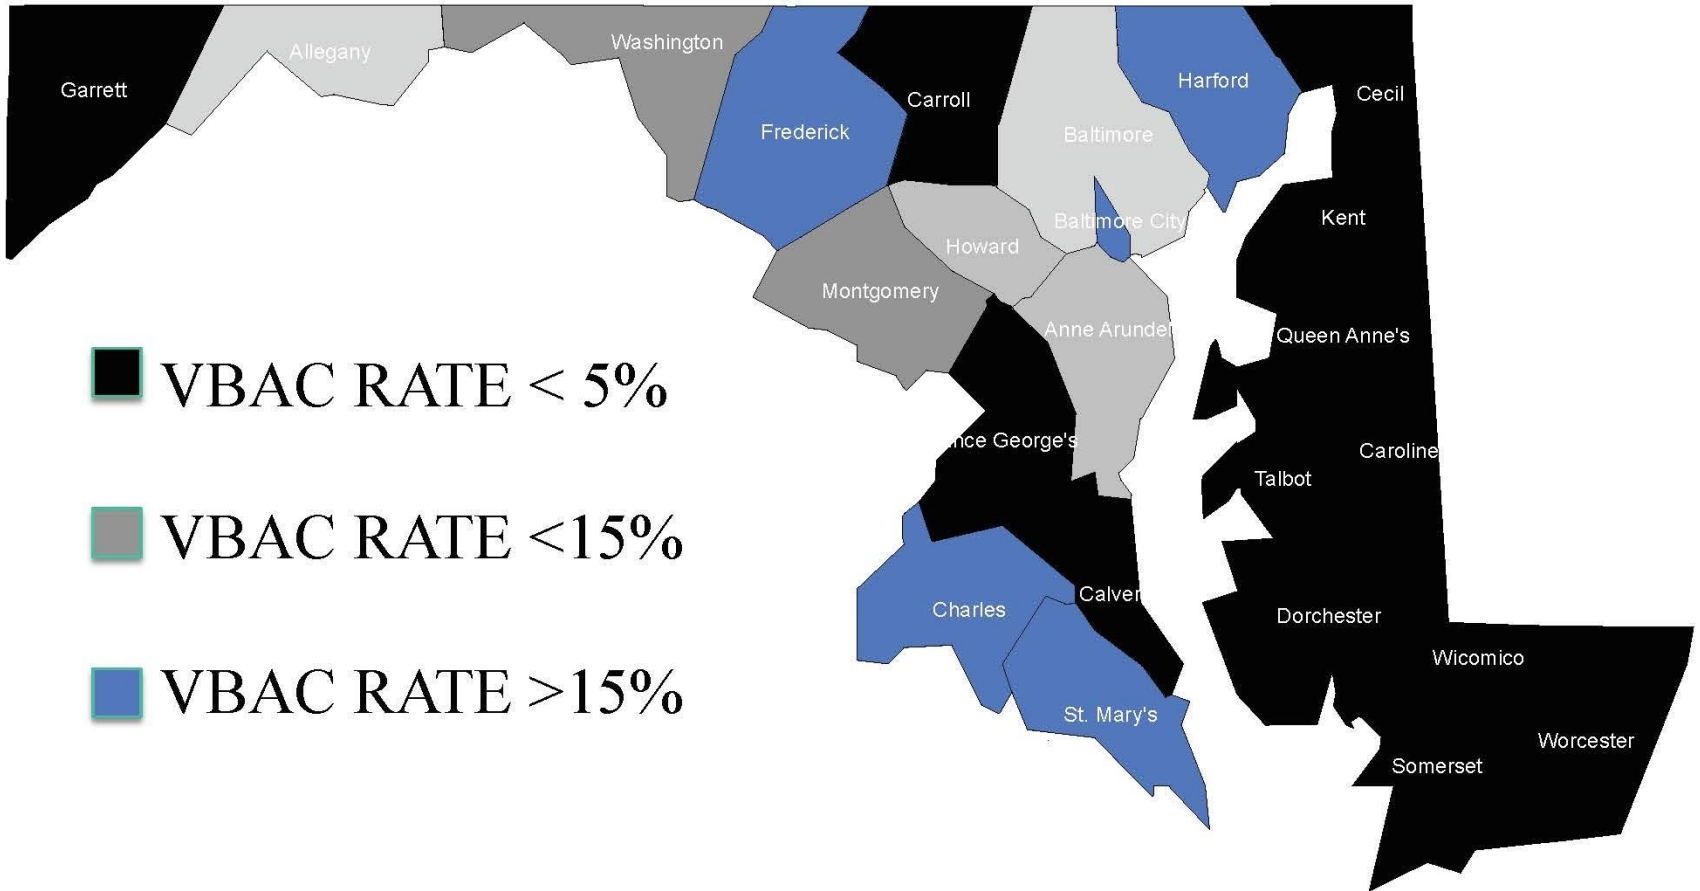 Washington
Allegany
Harford
Garrett
Cecil
Carroll
Frederick
Baltimore
Kent
Baltimore City
Howard
Montgomery
Anne Arundel
Queen Anne's
VBAC RATE < 5%
nce George's
Caroline
Talbot
VBAC RATE <15%
Calver
Charles
Dorchester
Wicomico
VBAC RATE >15%
St. Mary's
Worcester
Somerset